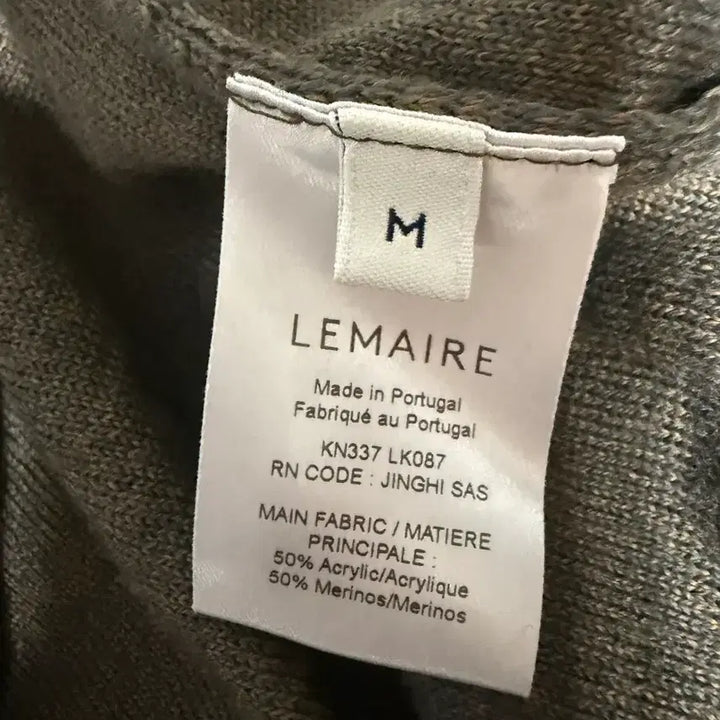 M
LEMAIRE
Made in Portugal
Fabriqué au Portugal
KN337 LK087
RN CODE : JINGHI SAS
MAIN FABRIC / MATIERE
PRINCIPALE :
50% Acrylic/Acrylique
50% Merinos/Merinos